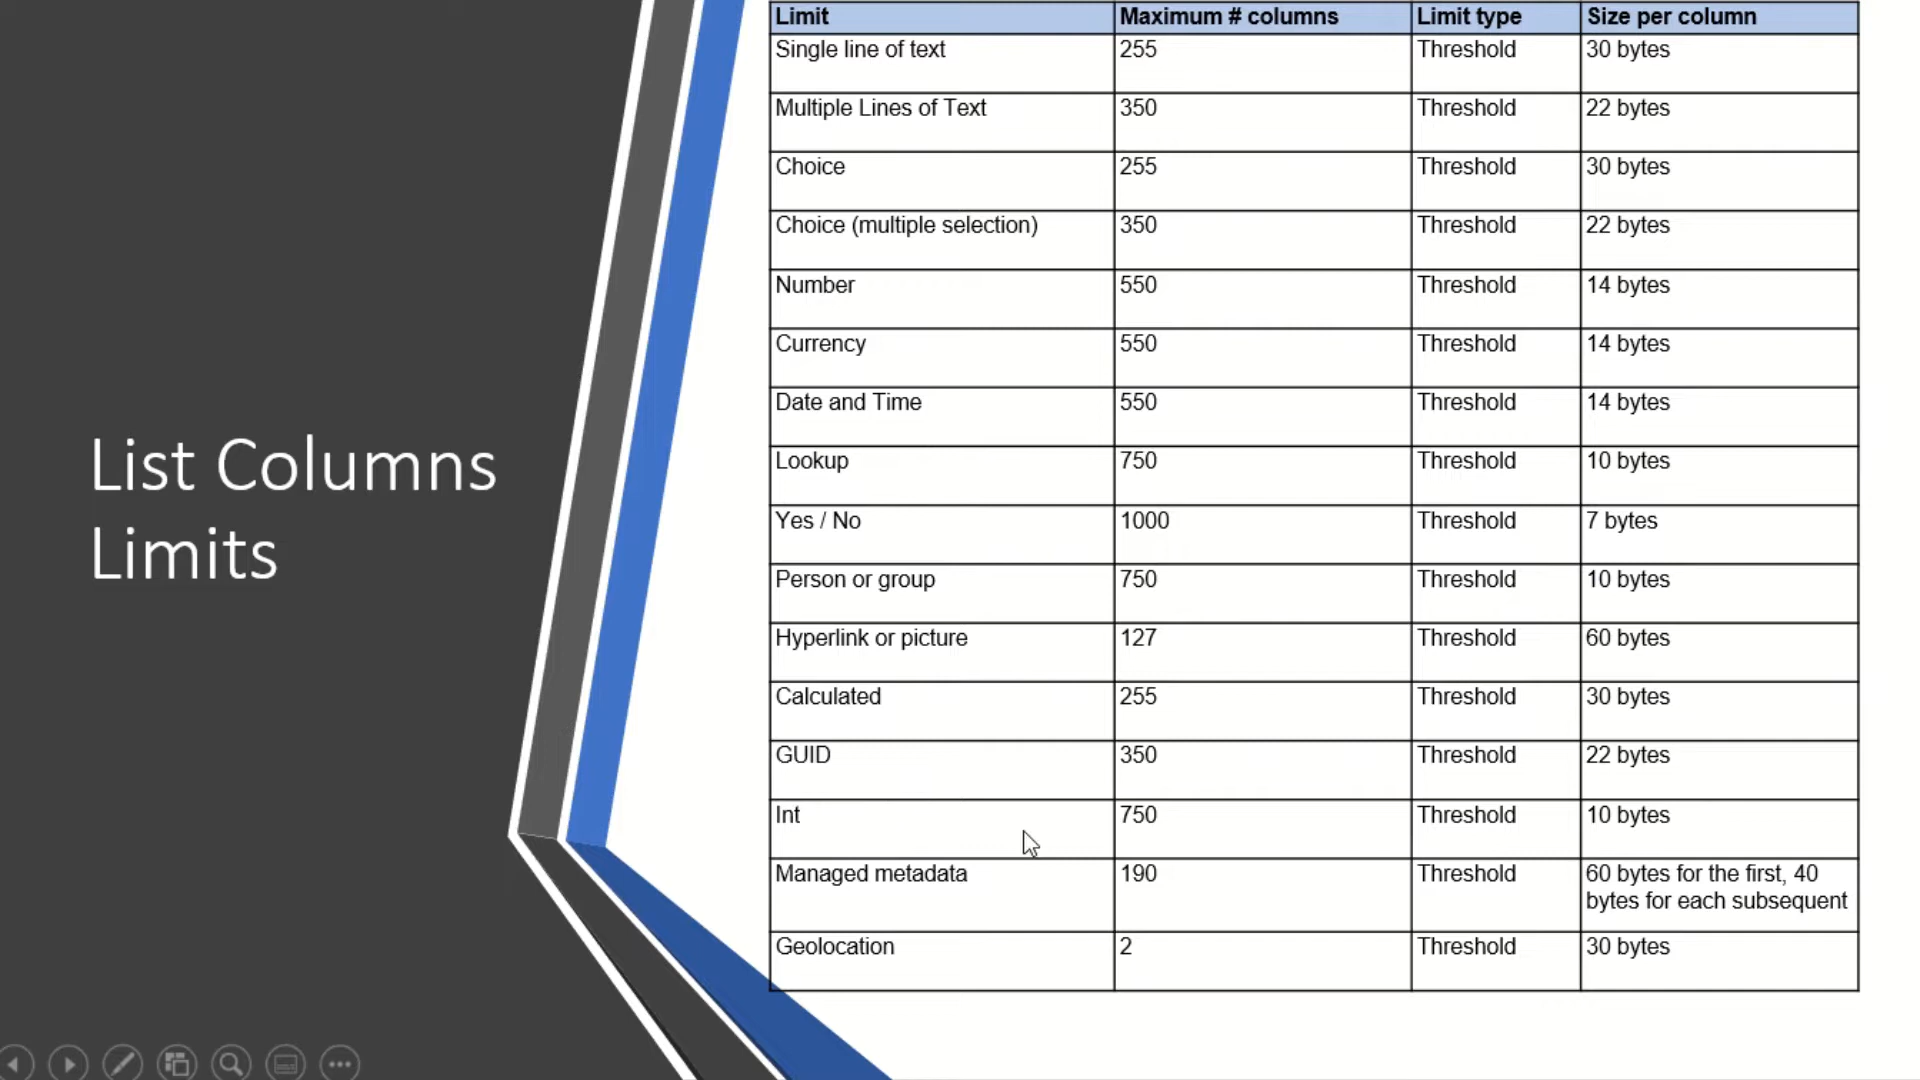 List Columns
Limits
Limit Maximum # columns Limit type Size per column
Single line of text 255 Threshold 30 bytes
Multiple Lines of Text 350 Threshold 22 bytes
Choice 255 Threshold 30 bytes
Choice (multiple selection) 350 Threshold 22 bytes
Number 550 Threshold 14 bytes
Currency 550 Threshold 14 bytes
Date and Time 550 Threshold 14 bytes
Lookup 750 Threshold 10 bytes
Yes / No 1000 Threshold 7 bytes
Person or group 750 Threshold 10 bytes
Hyperlink or picture 127 Threshold 60 bytes
Calculated 255 Threshold 30 bytes
GUID 350 Threshold 22 bytes
Int 750 Threshold 10 bytes
Managed metadata 190 Threshold 60 bytes for the first, 40
bytes for each subsequent
Geolocation 2 Threshold 30 bytes